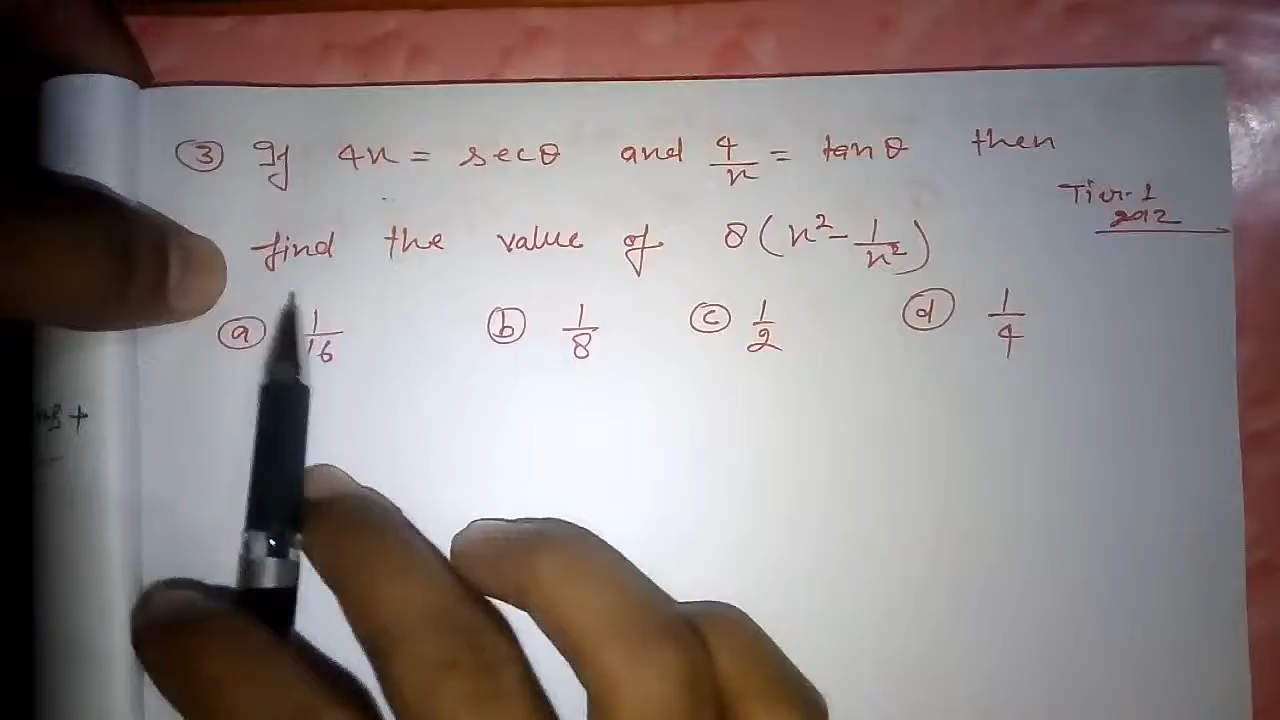 ③ If 4x = secθ and 4/x = tanθ then
Tier-1
2012
find the value of 8(x² - 1/x²)
ⓐ 1/16 ⓑ 1/8 ⓒ 1/2 ⓓ 1/4